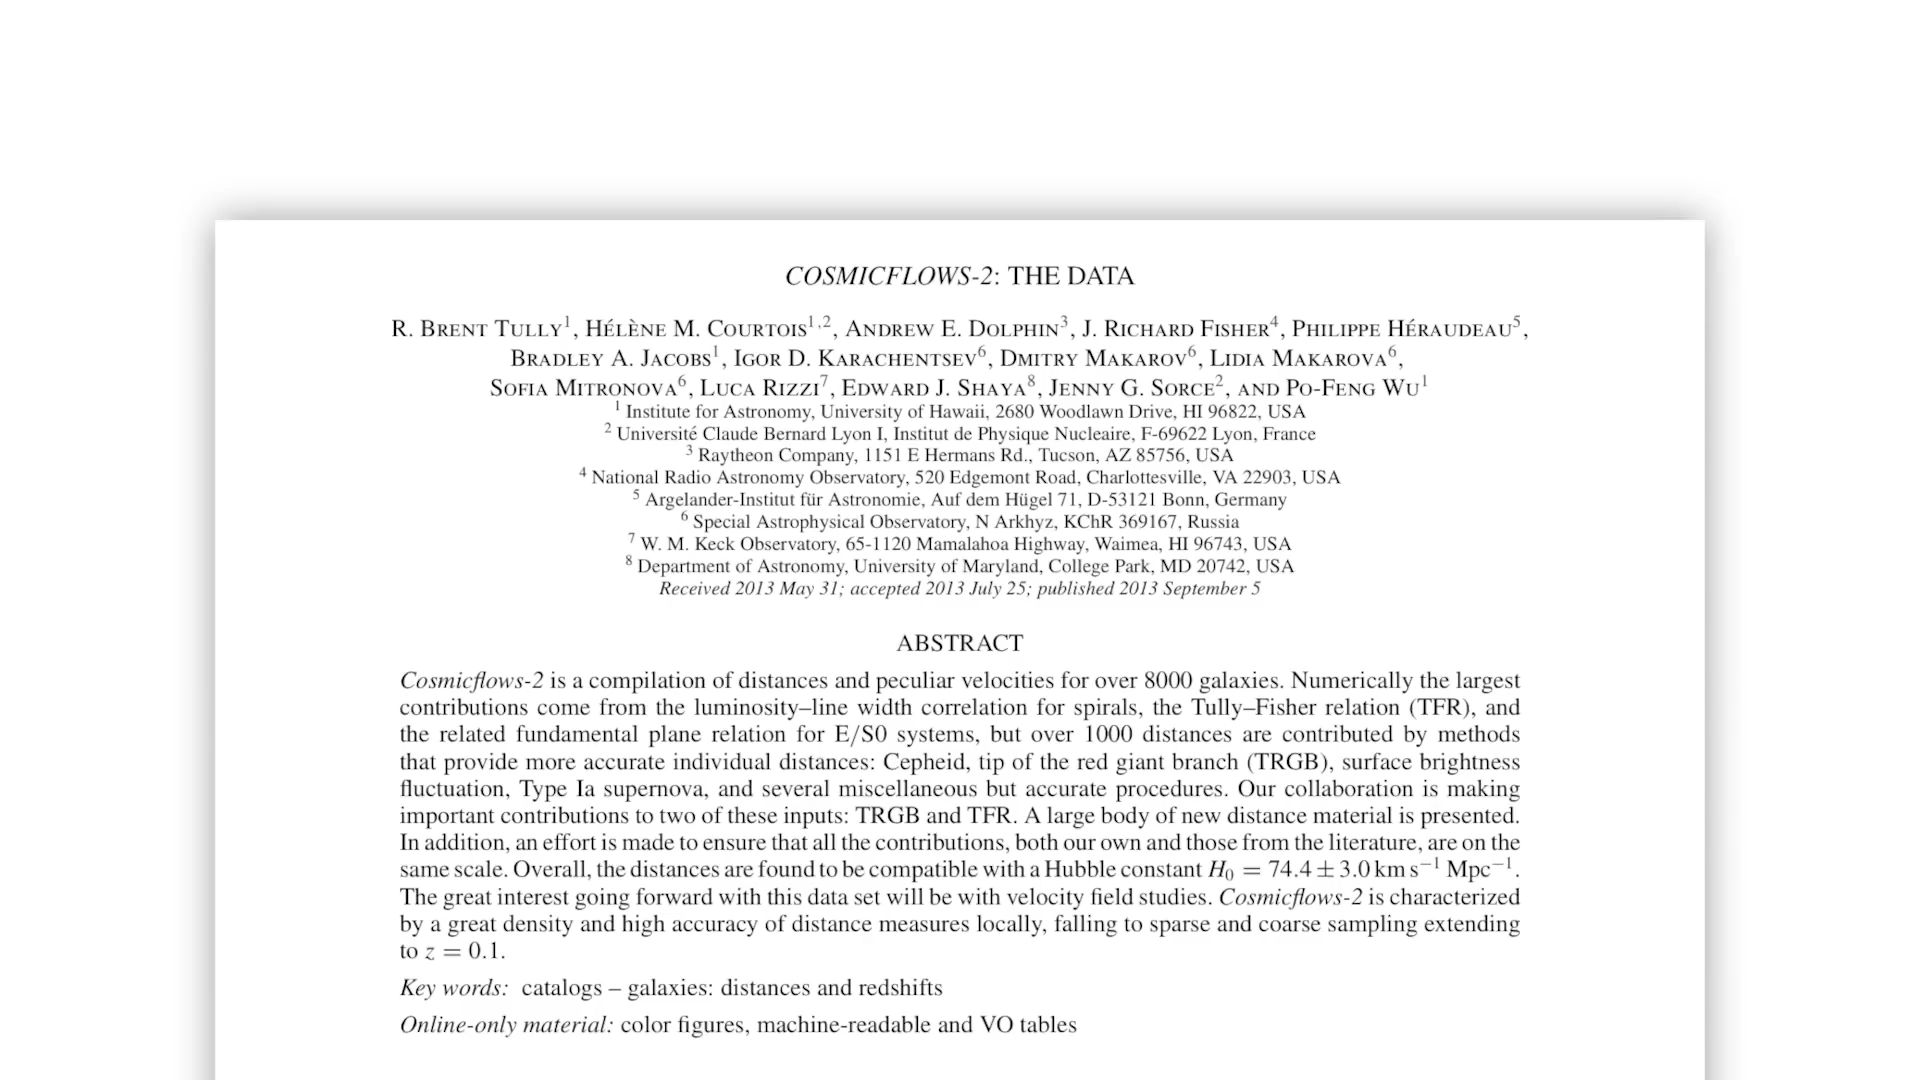 COSMICFLOWS-2: THE DATA
R. Brent Tully¹, Hélène M. Courtois¹,², Andrew E. Dolphin³, J. Richard Fisher⁴, Philippe Héraudeau⁵,
Bradley A. Jacobs¹, Igor D. Karachentsev⁶, Dmitry Makarov⁶, Lidia Makarova⁶,
Sofia Mitronova⁶, Luca Rizzi⁷, Edward J. Shaya⁸, Jenny G. Sorce², and Po-Feng Wu¹
¹ Institute for Astronomy, University of Hawaii, 2680 Woodlawn Drive, HI 96822, USA
² Université Claude Bernard Lyon I, Institut de Physique Nucleaire, F-69622 Lyon, France
³ Raytheon Company, 1151 E Hermans Rd., Tucson, AZ 85756, USA
⁴ National Radio Astronomy Observatory, 520 Edgemont Road, Charlottesville, VA 22903, USA
⁵ Argelander-Institut für Astronomie, Auf dem Hügel 71, D-53121 Bonn, Germany
⁶ Special Astrophysical Observatory, N Arkhyz, KChR 369167, Russia
⁷ W. M. Keck Observatory, 65-1120 Mamalahoa Highway, Waimea, HI 96743, USA
⁸ Department of Astronomy, University of Maryland, College Park, MD 20742, USA
Received 2013 May 31; accepted 2013 July 25; published 2013 September 5
ABSTRACT
Cosmicflows-2 is a compilation of distances and peculiar velocities for over 8000 galaxies. Numerically the largest
contributions come from the luminosity–line width correlation for spirals, the Tully–Fisher relation (TFR), and
the related fundamental plane relation for E/S0 systems, but over 1000 distances are contributed by methods
that provide more accurate individual distances: Cepheid, tip of the red giant branch (TRGB), surface brightness
fluctuation, Type Ia supernova, and several miscellaneous but accurate procedures. Our collaboration is making
important contributions to two of these inputs: TRGB and TFR. A large body of new distance material is presented.
In addition, an effort is made to ensure that all the contributions, both our own and those from the literature, are on the
same scale. Overall, the distances are found to be compatible with a Hubble constant H₀ = 74.4 ± 3.0 km s⁻¹ Mpc⁻¹.
The great interest going forward with this data set will be with velocity field studies. Cosmicflows-2 is characterized
by a great density and high accuracy of distance measures locally, falling to sparse and coarse sampling extending
to z = 0.1.
Key words: catalogs – galaxies: distances and redshifts
Online-only material: color figures, machine-readable and VO tables